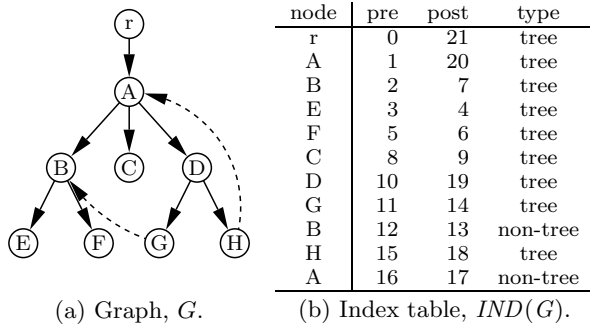 r
A
B
C
D
E
F
G
H
(a) Graph, G.
node pre post type
r 0 21 tree
A 1 20 tree
B 2 7 tree
E 3 4 tree
F 5 6 tree
C 8 9 tree
D 10 19 tree
G 11 14 tree
B 12 13 non-tree
H 15 18 tree
A 16 17 non-tree
(b) Index table, IND(G).